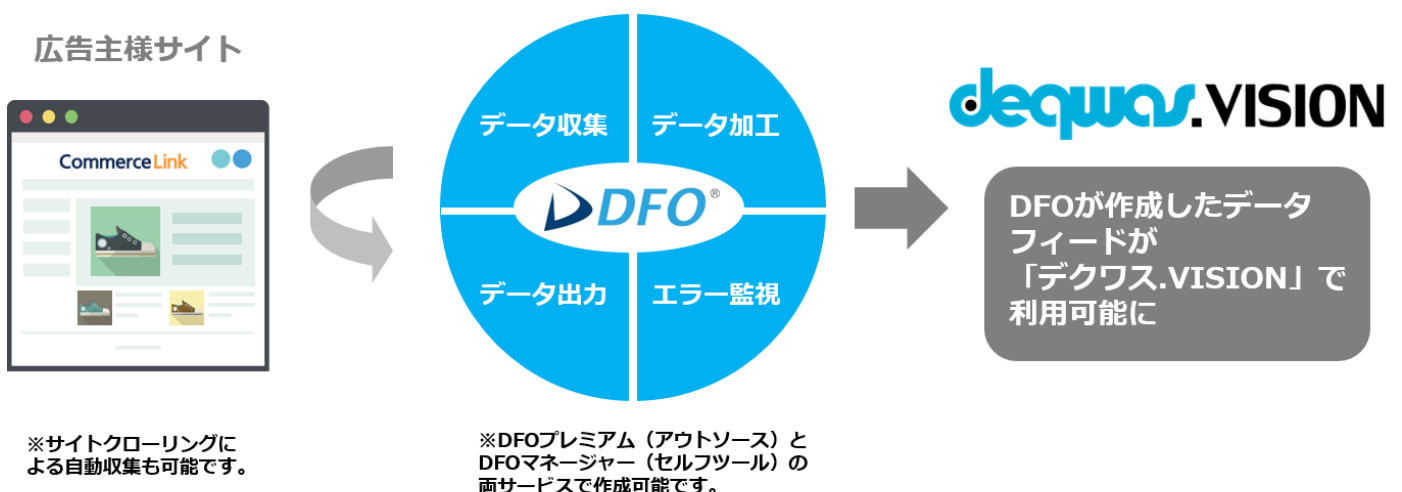 広告主様サイト
CommerceLink
※サイトクローリングに
よる自動収集も可能です。
データ収集
データ加工
DFO®
データ出力
エラー監視
※DFOプレミアム（アウトソース）と
DFOマネージャー（セルフツール）の
両サービスで作成可能です。
deqwas.VISION
DFOが作成したデータ
フィードが
「デクワス.VISION」で
利用可能に